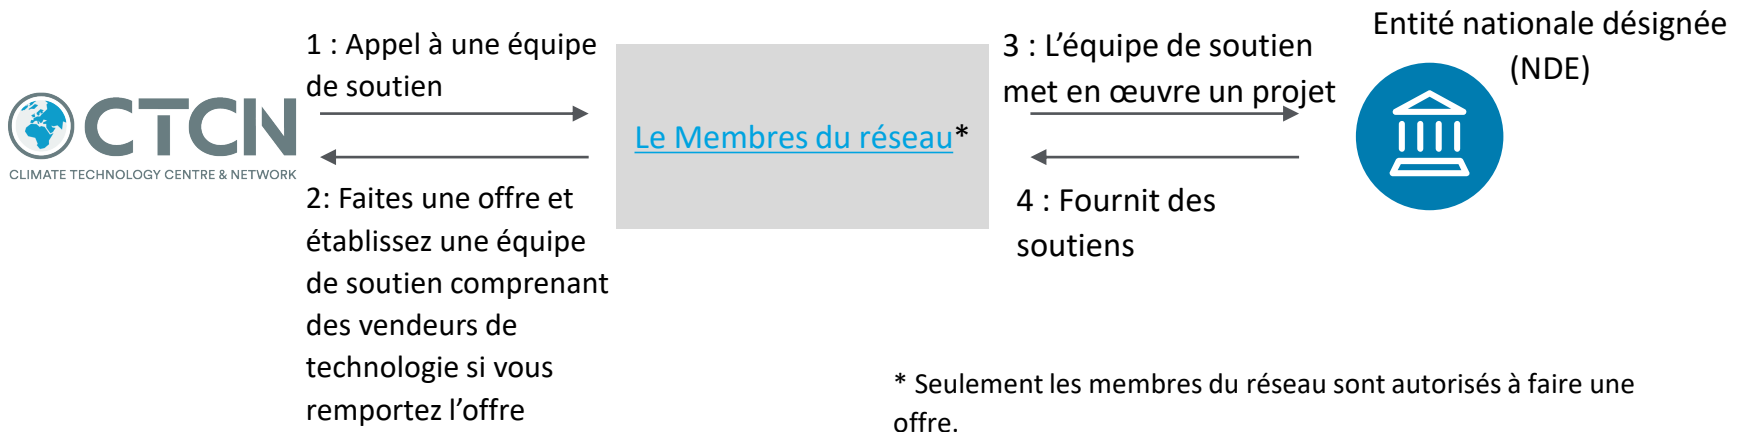 CTCN
CLIMATE TECHNOLOGY CENTRE & NETWORK
1 : Appel à une équipe
de soutien
2: Faites une offre et
établissez une équipe
de soutien comprenant
des vendeurs de
technologie si vous
remportez l’offre
Le Membres du réseau*
3 : L’équipe de soutien
met en œuvre un projet
4 : Fournit des
soutiens
Entité nationale désignée
(NDE)
* Seulement les membres du réseau sont autorisés à faire une
offre.